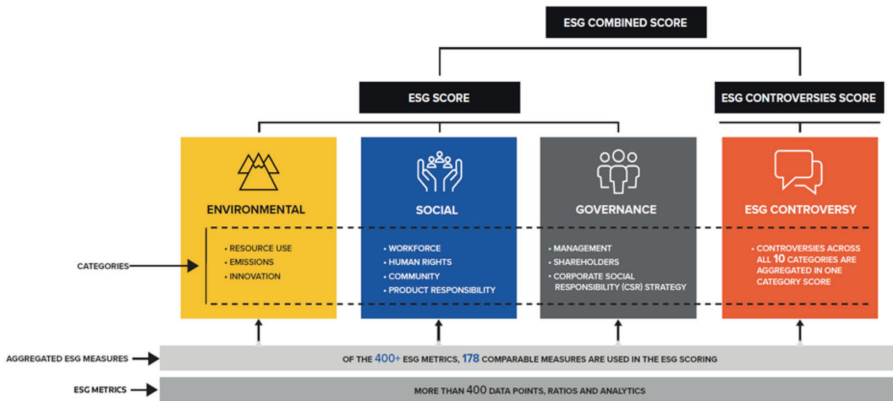 ESG COMBINED SCORE
ESG SCORE
ESG CONTROVERSIES SCORE
ENVIRONMENTAL
SOCIAL
GOVERNANCE
ESG CONTROVERSY
CATEGORIES
• RESOURCE USE
• EMISSIONS
• INNOVATION
• WORKFORCE
• HUMAN RIGHTS
• COMMUNITY
• PRODUCT RESPONSIBILITY
• MANAGEMENT
• SHAREHOLDERS
• CORPORATE SOCIAL
RESPONSIBILITY (CSR) STRATEGY
• CONTROVERSIES ACROSS
ALL 10 CATEGORIES ARE
AGGREGATED IN ONE
CATEGORY SCORE
AGGREGATED ESG MEASURES
OF THE 400+ ESG METRICS, 178 COMPARABLE MEASURES ARE USED IN THE ESG SCORING
ESG METRICS
MORE THAN 400 DATA POINTS, RATIOS AND ANALYTICS